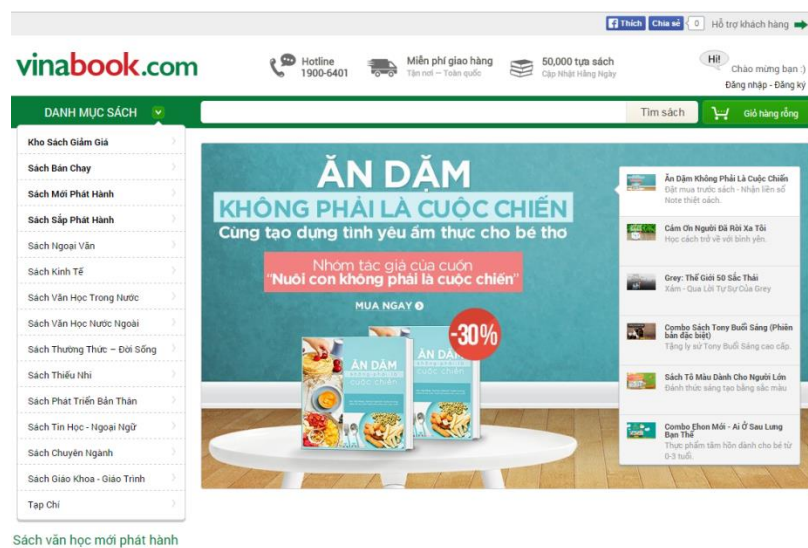 Thích Chia sẻ 0 Hỗ trợ khách hàng
vinabook.com
Hotline
1900-6401
Miễn phí giao hàng
Tận nơi – Toàn quốc
50,000 tựa sách
Cập Nhật Hàng Ngày
Hi!
Chào mừng bạn :)
Đăng nhập - Đăng ký
DANH MỤC SÁCH
Tìm sách
Giỏ hàng rỗng
Kho Sách Giảm Giá
Sách Bán Chạy
Sách Mới Phát Hành
Sách Sắp Phát Hành
Sách Ngoại Văn
Sách Kinh Tế
Sách Văn Học Trong Nước
Sách Văn Học Nước Ngoài
Sách Thường Thức – Đời Sống
Sách Thiếu Nhi
Sách Phát Triển Bản Thân
Sách Tin Học - Ngoại Ngữ
Sách Chuyên Ngành
Sách Giáo Khoa - Giáo Trình
Tạp Chí
ĂN DẶM
KHÔNG PHẢI LÀ CUỘC CHIẾN
Cùng tạo dựng tình yêu ẩm thực cho bé thơ
Nhóm tác giả của cuốn
"Nuôi con không phải là cuộc chiến"
MUA NGAY
-30%
ĂN DẶM
KHÔNG PHẢI LÀ
CUỘC CHIẾN
ĂN DẶM
CUỘC CHIẾN
Ăn Dặm Không Phải Là Cuộc Chiến
Đặt mua trước sách - Nhận liền sổ
Note thiệt oách.
Cảm Ơn Người Đã Rời Xa Tôi
Học cách trở về với bình yên.
Grey: Thế Giới 50 Sắc Thái
Xám - Qua Lời Tự Sự Của Grey
Combo Sách Tony Buổi Sáng (Phiên
bản đặc biệt)
Tặng ly sứ Tony Buổi Sáng cao cấp.
Sách Tô Màu Dành Cho Người Lớn
Đánh thức sáng tạo bằng sắc màu
Combo Ehon Mới - Ai Ở Sau Lưng
Bạn Thế
Thực phẩm tâm hồn dành cho bé từ
0-3 tuổi.
Sách văn học mới phát hành